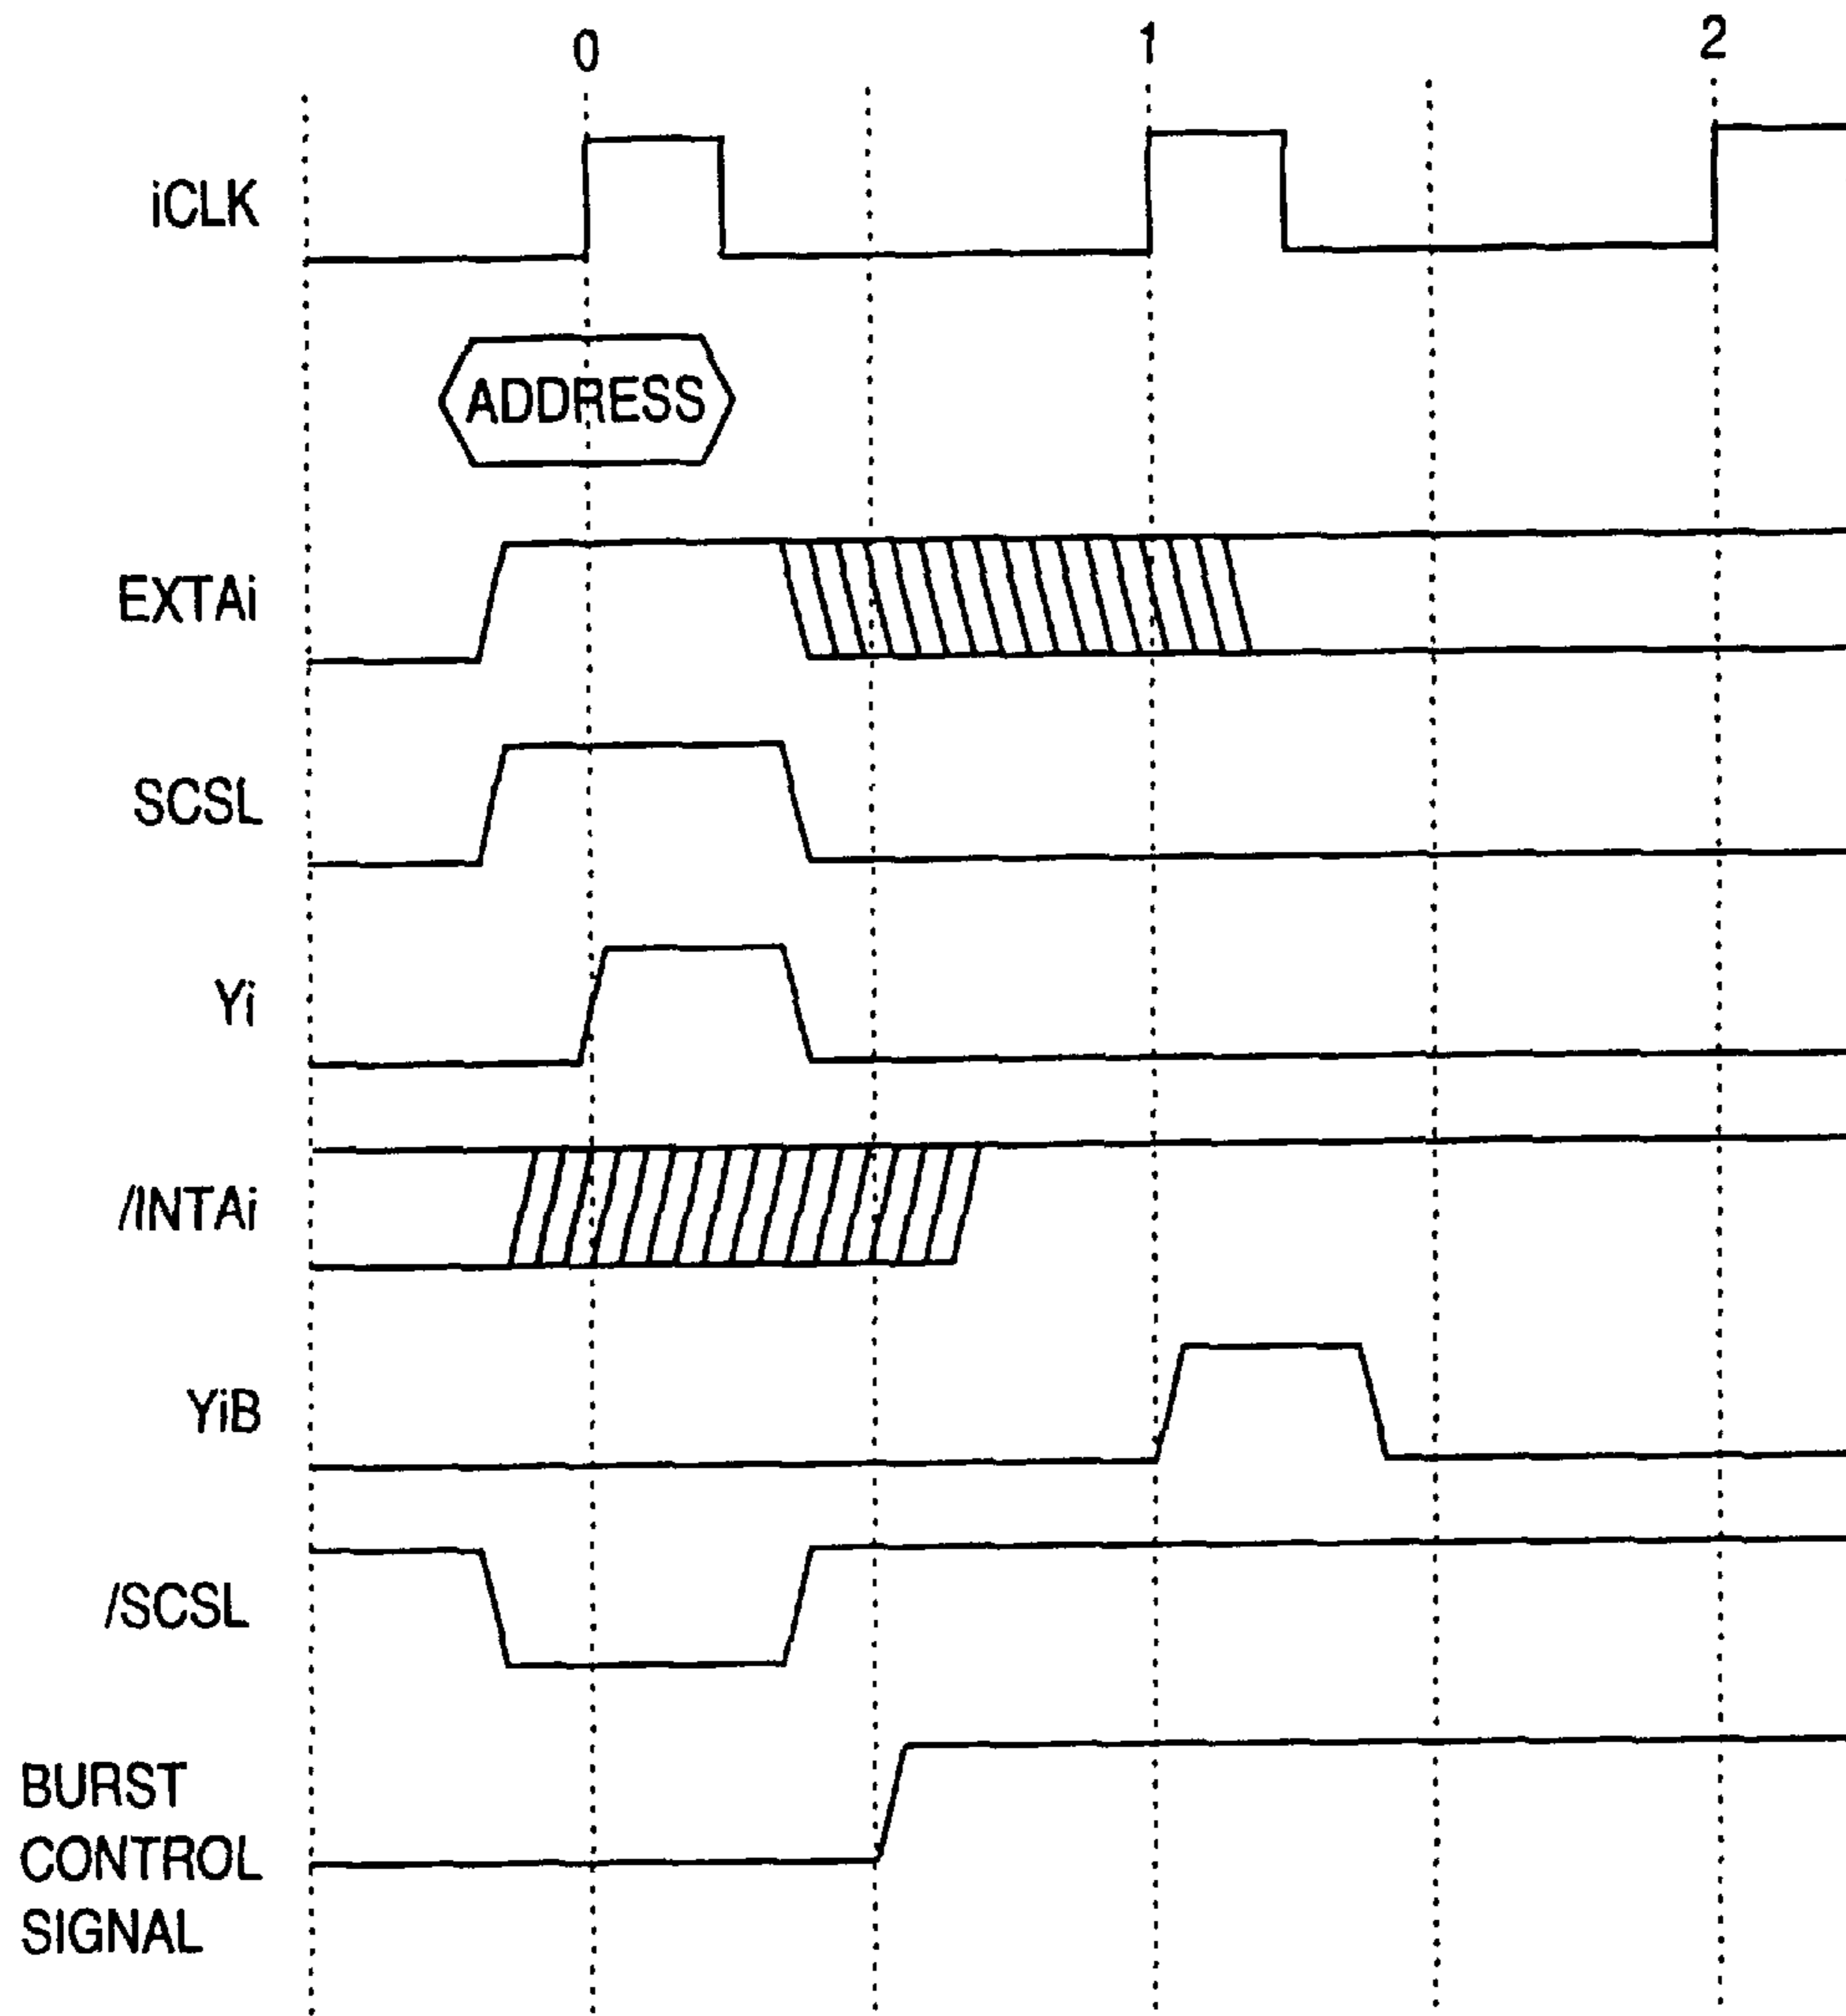 0 1 2
iCLK
ADDRESS
EXTAi
SCSL
Yi
/INTAi
YiB
/SCSL
BURST
CONTROL
SIGNAL